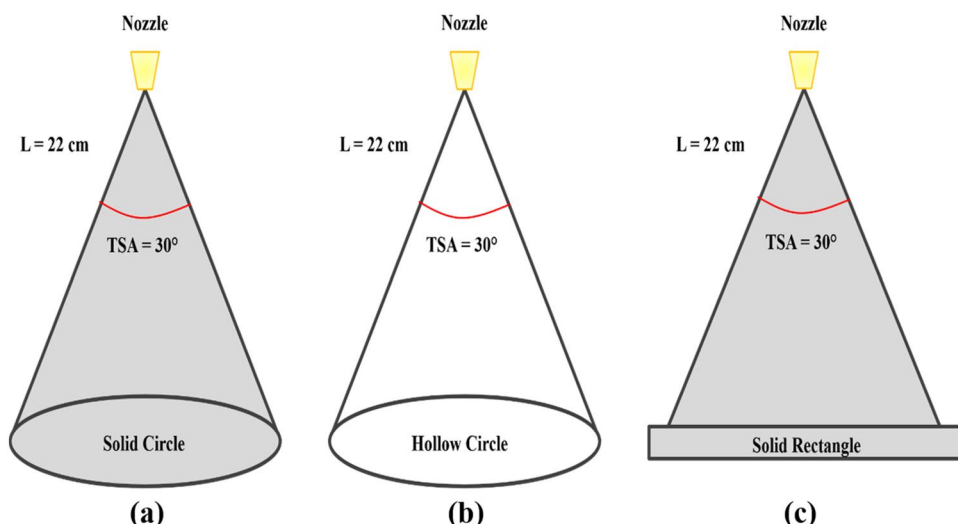 Nozzle
L = 22 cm
TSA = 30°
Solid Circle
(a)
Nozzle
L = 22 cm
TSA = 30°
Hollow Circle
(b)
Nozzle
L = 22 cm
TSA = 30°
Solid Rectangle
(c)